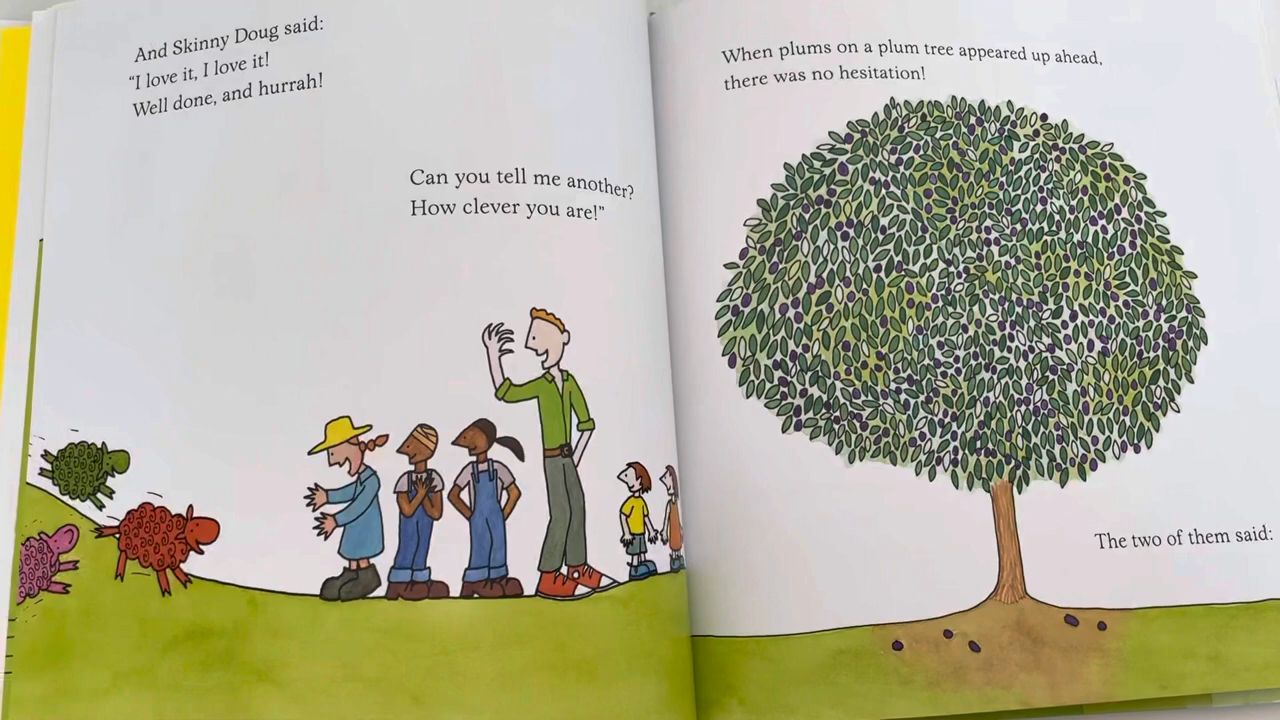 And Skinny Doug said:
“I love it, I love it!
Well done, and hurrah!
Can you tell me another?
How clever you are!”
When plums on a plum tree appeared up ahead,
there was no hesitation!
The two of them said: